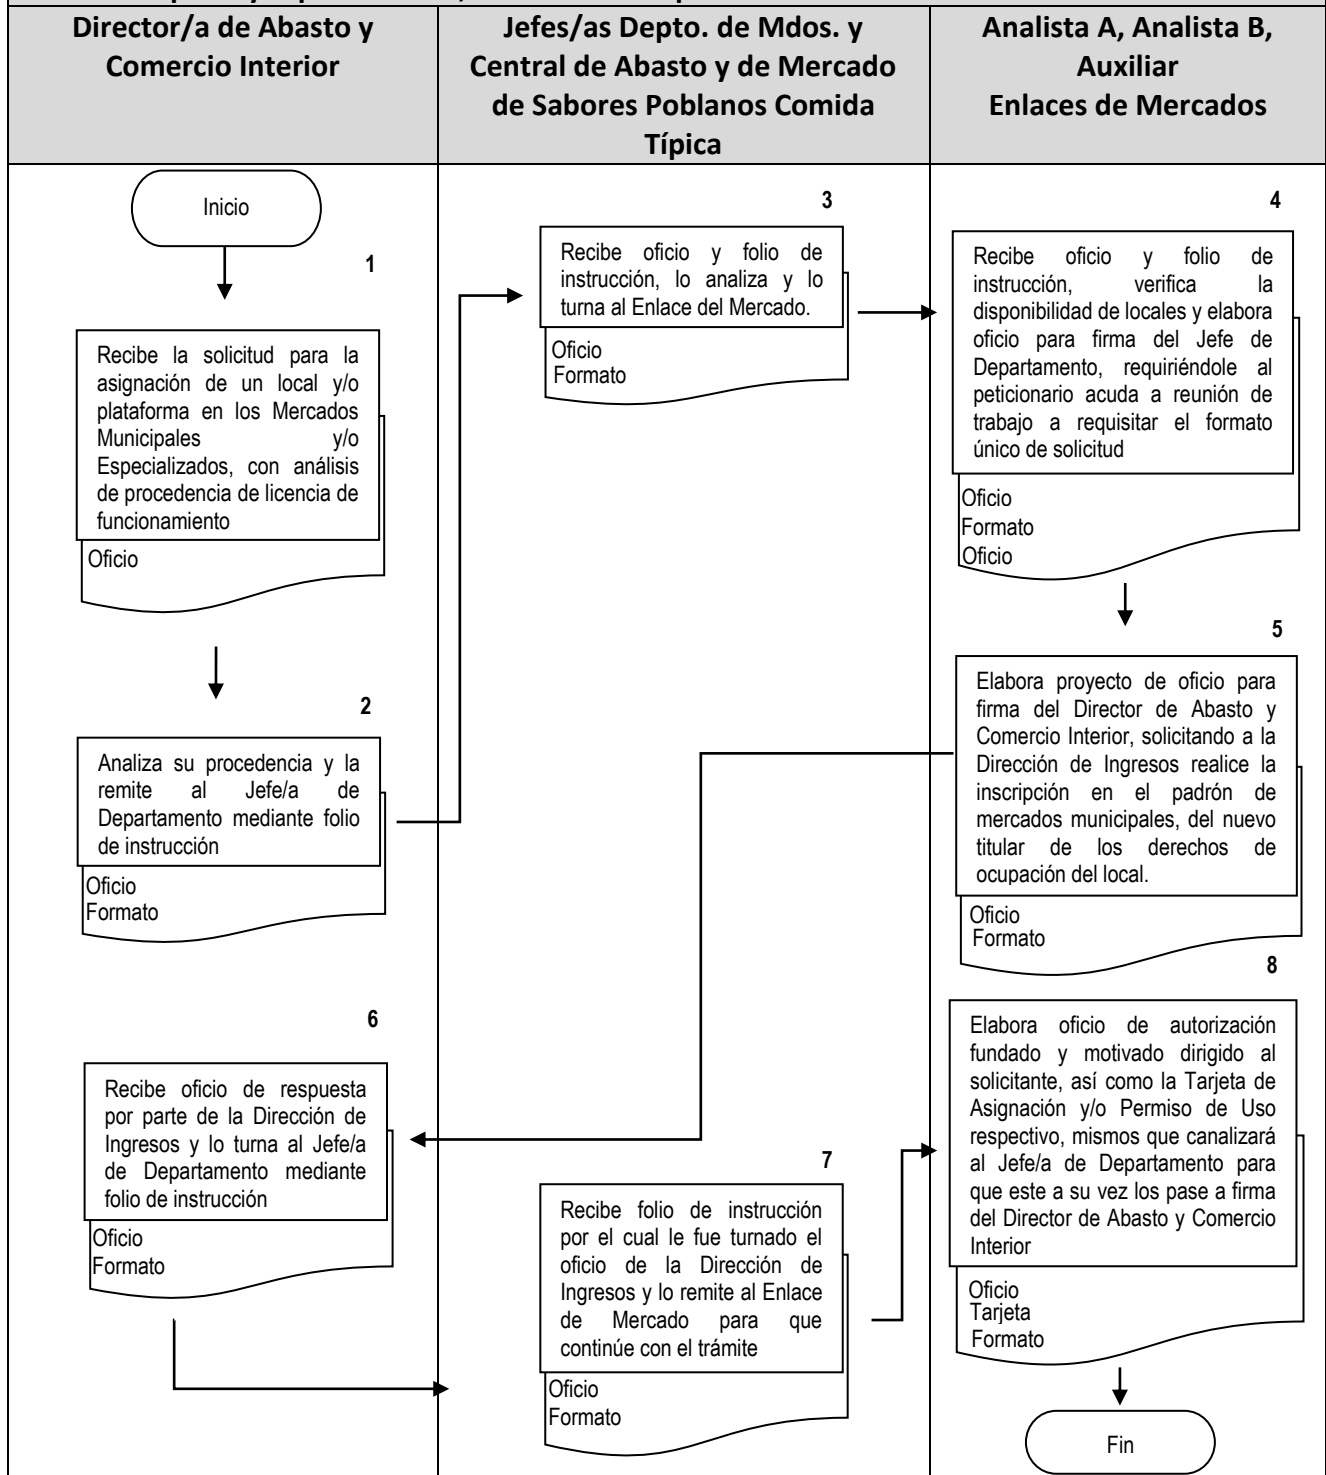 Director/a de Abasto y
Comercio Interior
Jefes/as Depto. de Mdos. y
Central de Abasto y de Mercado
de Sabores Poblanos Comida
Típica
Analista A, Analista B,
Auxiliar
Enlaces de Mercados
Inicio
1
Recibe la solicitud para la
asignación de un local y/o
plataforma en los Mercados
Municipales y/o
Especializados, con análisis
de procedencia de licencia de
funcionamiento
Oficio
2
Analiza su procedencia y la
remite al Jefe/a de
Departamento mediante folio
de instrucción
Oficio
Formato
3
Recibe oficio y folio de
instrucción, lo analiza y lo
turna al Enlace del Mercado.
Oficio
Formato
4
Recibe oficio y folio de
instrucción, verifica la
disponibilidad de locales y elabora
oficio para firma del Jefe de
Departamento, requiriéndole al
peticionario acuda a reunión de
trabajo a requisitar el formato
único de solicitud
Oficio
Formato
Oficio
5
Elabora proyecto de oficio para
firma del Director de Abasto y
Comercio Interior, solicitando a la
Dirección de Ingresos realice la
inscripción en el padrón de
mercados municipales, del nuevo
titular de los derechos de
ocupación del local.
Oficio
Formato
6
Recibe oficio de respuesta
por parte de la Dirección de
Ingresos y lo turna al Jefe/a
de Departamento mediante
folio de instrucción
Oficio
Formato
7
Recibe folio de instrucción
por el cual le fue turnado el
oficio de la Dirección de
Ingresos y lo remite al Enlace
de Mercado para que
continúe con el trámite
Oficio
Formato
8
Elabora oficio de autorización
fundado y motivado dirigido al
solicitante, así como la Tarjeta de
Asignación y/o Permiso de Uso
respectivo, mismos que canalizará
al Jefe/a de Departamento para
que este a su vez los pase a firma
del Director de Abasto y Comercio
Interior
Oficio
Tarjeta
Formato
Fin